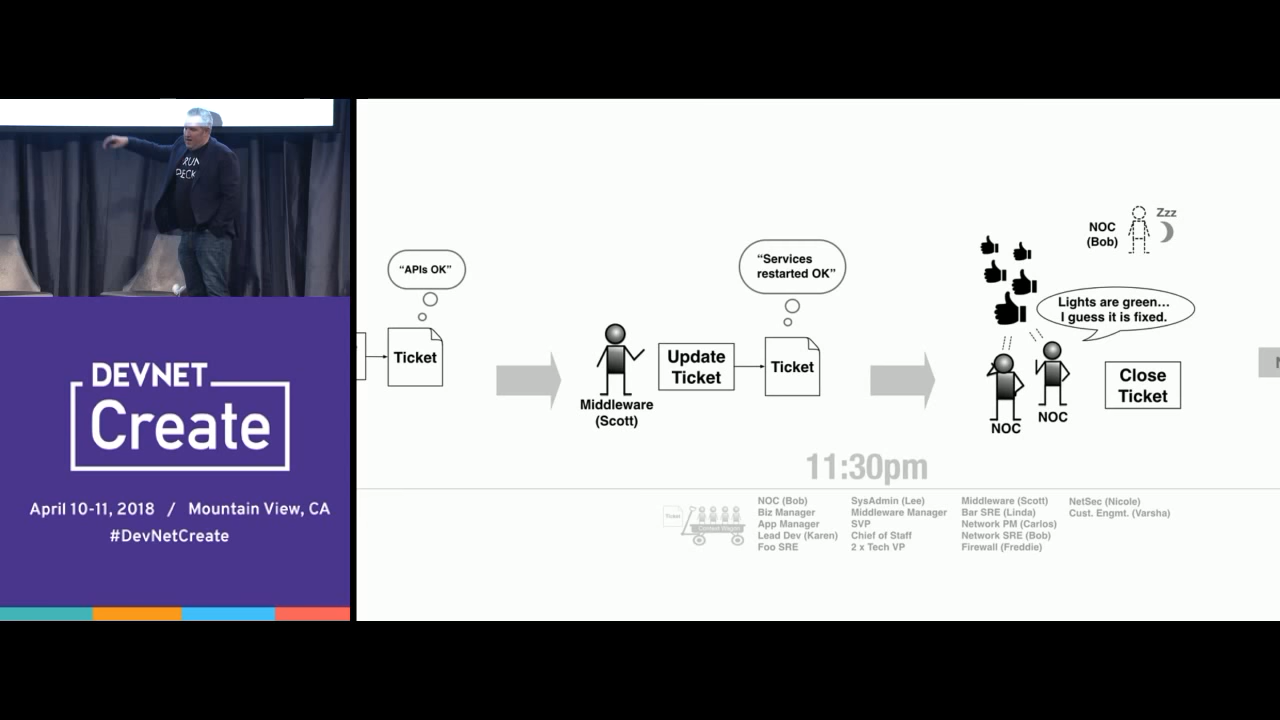 RUN
DECK
DEVNET
Create
April 10-11, 2018 / Mountain View, CA
#DevNetCreate
“APIs OK”
Ticket
Middleware
(Scott)
Update
Ticket
“Services
restarted OK”
Ticket
NOC
(Bob)
Zzz
Lights are green...
I guess it is fixed.
NOC
NOC
Close
Ticket
11:30pm
Ticket
NOC (Bob)
Biz Manager
App Manager
Lead Dev (Karen)
Foo SRE
SysAdmin (Lee)
Middleware Manager
SVP
Chief of Staff
2 x Tech VP
Middleware (Scott)
Bar SRE (Linda)
Network PM (Carlos)
Network SRE (Bob)
Firewall (Freddie)
NetSec (Nicole)
Cust. Engmt. (Varsha)